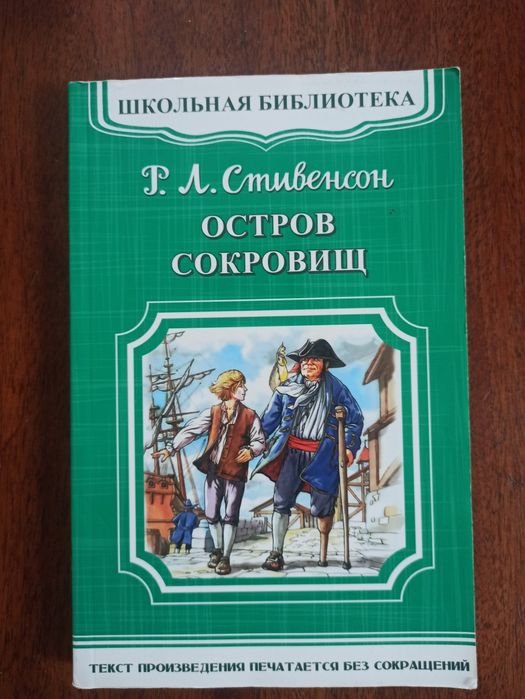 ШКОЛЬНАЯ БИБЛИОТЕКА
Р. Л. Стивенсон
ОСТРОВ
СОКРОВИЩ
ТЕКСТ ПРОИЗВЕДЕНИЯ ПЕЧАТАЕТСЯ БЕЗ СОКРАЩЕНИЙ